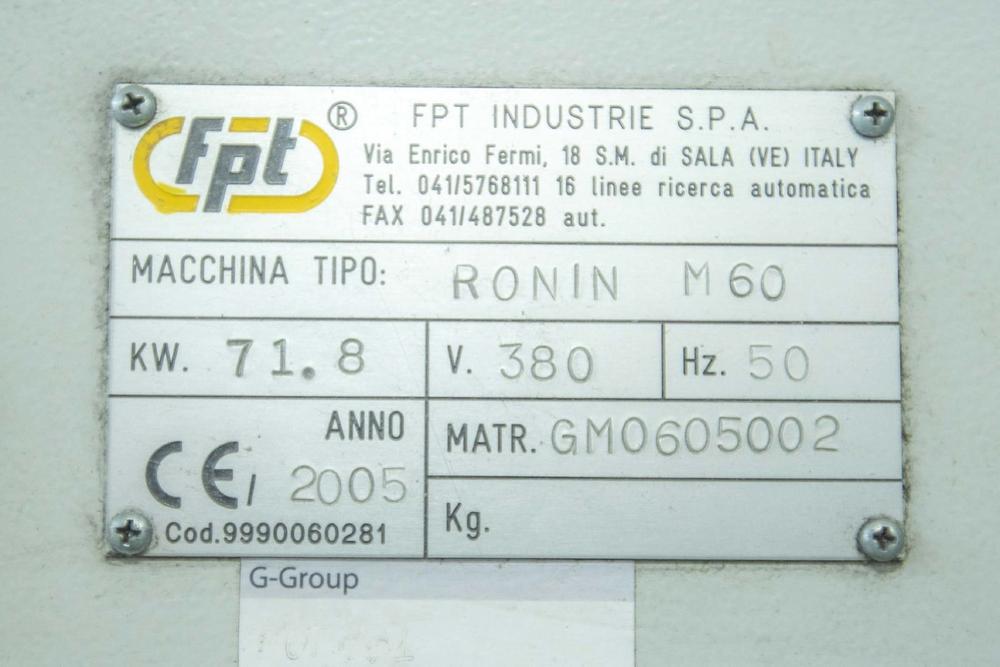 fpt ® FPT INDUSTRIE S.P.A.
Via Enrico Fermi, 18 S.M. di SALA (VE) ITALY
Tel. 041/5768111 16 linee ricerca automatica
FAX 041/487528 aut.
MACCHINA TIPO: RONIN M60
KW. 71.8 V. 380 Hz. 50
ANNO
CE/ 2005
MATR. GM0605002
Cod.9990060281
Kg.
G-Group